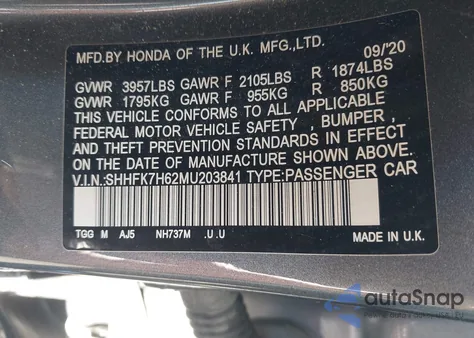 MFD.BY HONDA OF THE U.K. MFG.,LTD. 09/'20
GVWR 3957LBS GAWR F 2105LBS R 1874LBS
GVWR 1795KG GAWR F 955KG R 850KG
THIS VEHICLE CONFORMS TO ALL APPLICABLE
FEDERAL MOTOR VEHICLE SAFETY , BUMPER ,
AND THEFT PREVENTION STANDARDS IN EFFECT
ON THE DATE OF MANUFACTURE SHOWN ABOVE.
V.I.N:SHHFK7H62MU203841 TYPE:PASSENGER CAR
TGG M AJ5 NH737M .U.U MADE IN U.K.
autoSnap